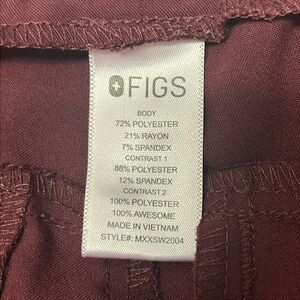 FIGS
BODY
72% POLYESTER
21% RAYON
7% SPANDEX
CONTRAST 1
88% POLYESTER
12% SPANDEX
CONTRAST 2
100% POLYESTER
100% AWESOME
MADE IN VIETNAM
STYLE#: MXXSW2004